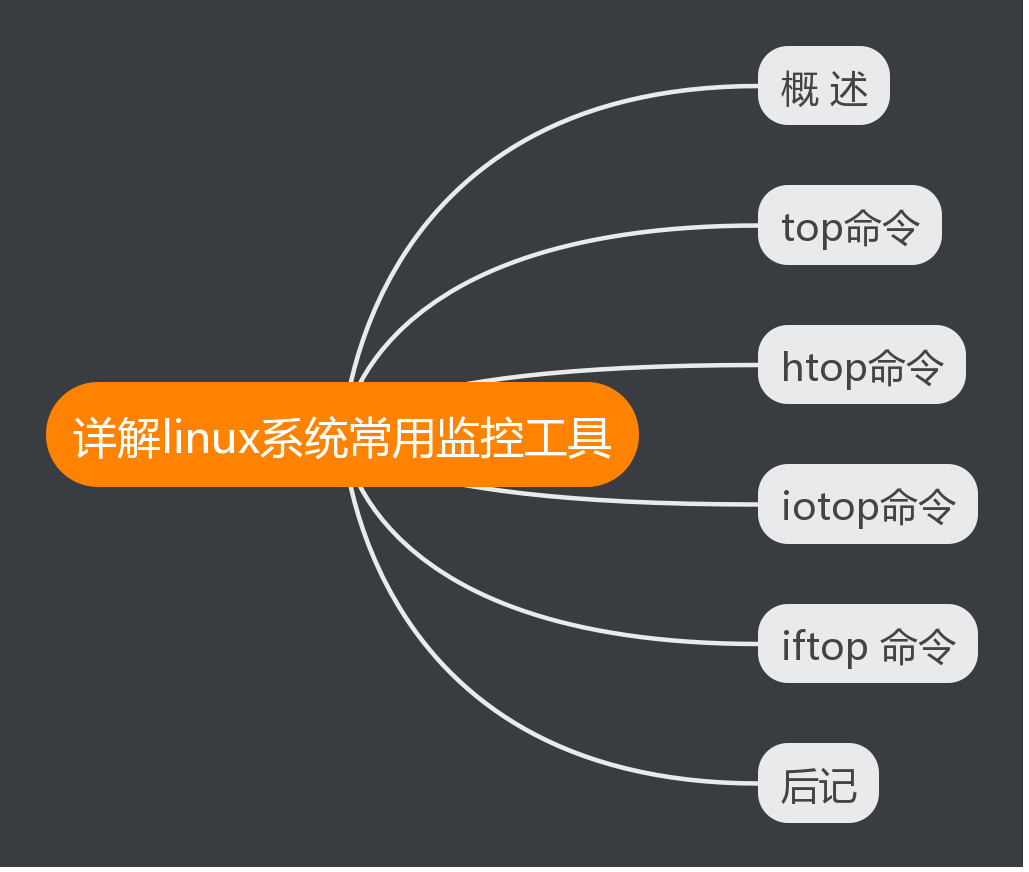 概 述
top命令
htop命令
详解linux系统常用监控工具
iotop命令
iftop 命令
后记